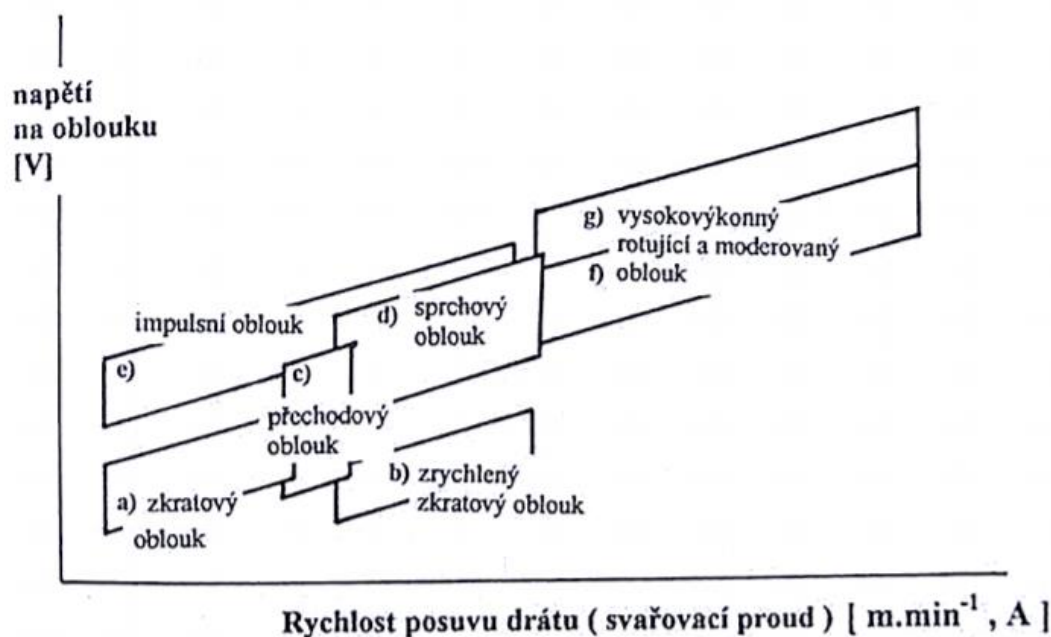 napětí
na oblouku
[V]
g) vysokovýkonný
rotující a moderovaný
f) oblouk
d) sprchový
oblouk
impulsní oblouk
e)
c)
přechodový
oblouk
b) zrychlený
zkratový oblouk
a) zkratový
oblouk
Rychlost posuvu drátu ( svařovací proud ) [ m.min⁻¹ , A ]